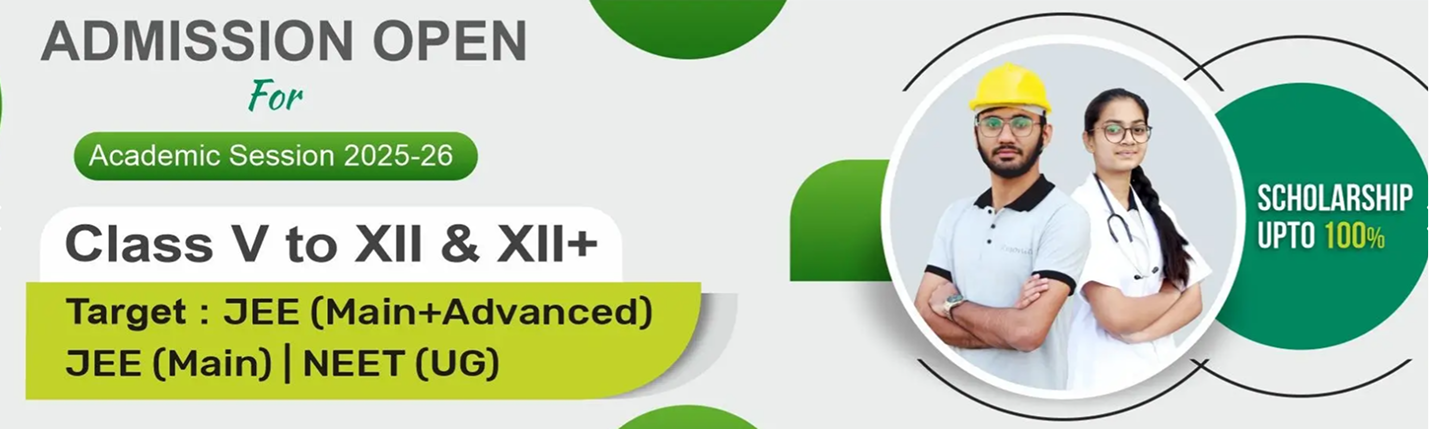 ADMISSION OPEN
For
Academic Session 2025-26
Class V to XII & XII+
Target : JEE (Main+Advanced)
JEE (Main) | NEET (UG)
SCHOLARSHIP
UPTO 100%